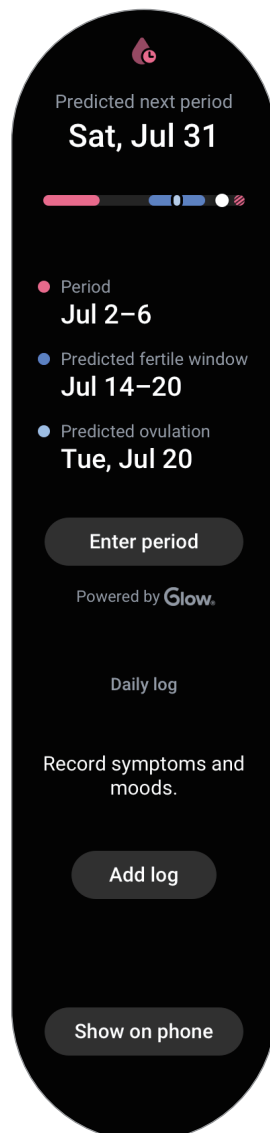 Predicted next period
Sat, Jul 31
Period
Jul 2–6
Predicted fertile window
Jul 14–20
Predicted ovulation
Tue, Jul 20
Enter period
Powered by Glow.
Daily log
Record symptoms and
moods.
Add log
Show on phone